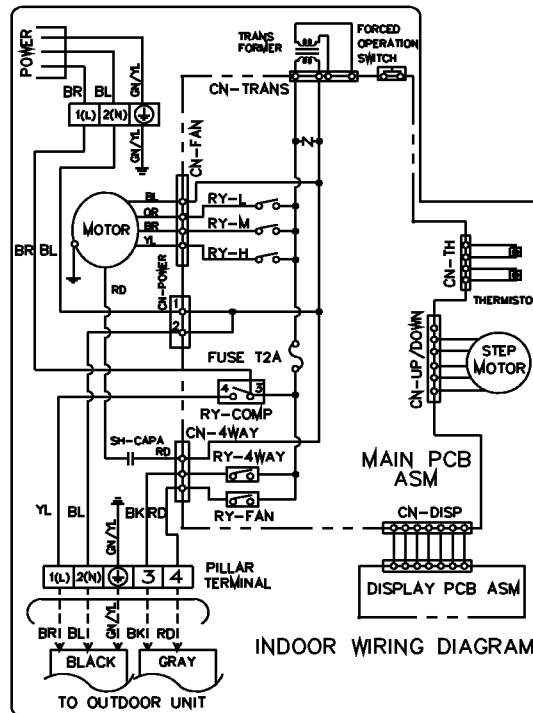 POWER
BR
BL
GN/YL
1(L)
2(N)
GN/YL
TRANS
FORMER
FORCED
OPERATION
SWITCH
CN-TRANS
CN-FAN
Z
MOTOR
BL
OR
BR
YL
RY-L
RY-M
RY-H
BR
BL
RD
CN-POWER
1
2
CN-TH
THERMISTO
FUSE T2A
4
3
RY-COMP
CN-UP/DOWN
STEP
MOTOR
CN-4WAY
SH-CAPA
RD
RY-4WAY
RY-FAN
MAIN PCB
ASM
YL
BL
GN/YL
BK
RD
CN-DISP
1(L)
2(N)
3
4
PILLAR
TERMINAL
DISPLAY PCB ASM
BR
BL
GN/YL
BK
RD
BLACK
GRAY
INDOOR WIRING DIAGRAM
TO OUTDOOR UNIT